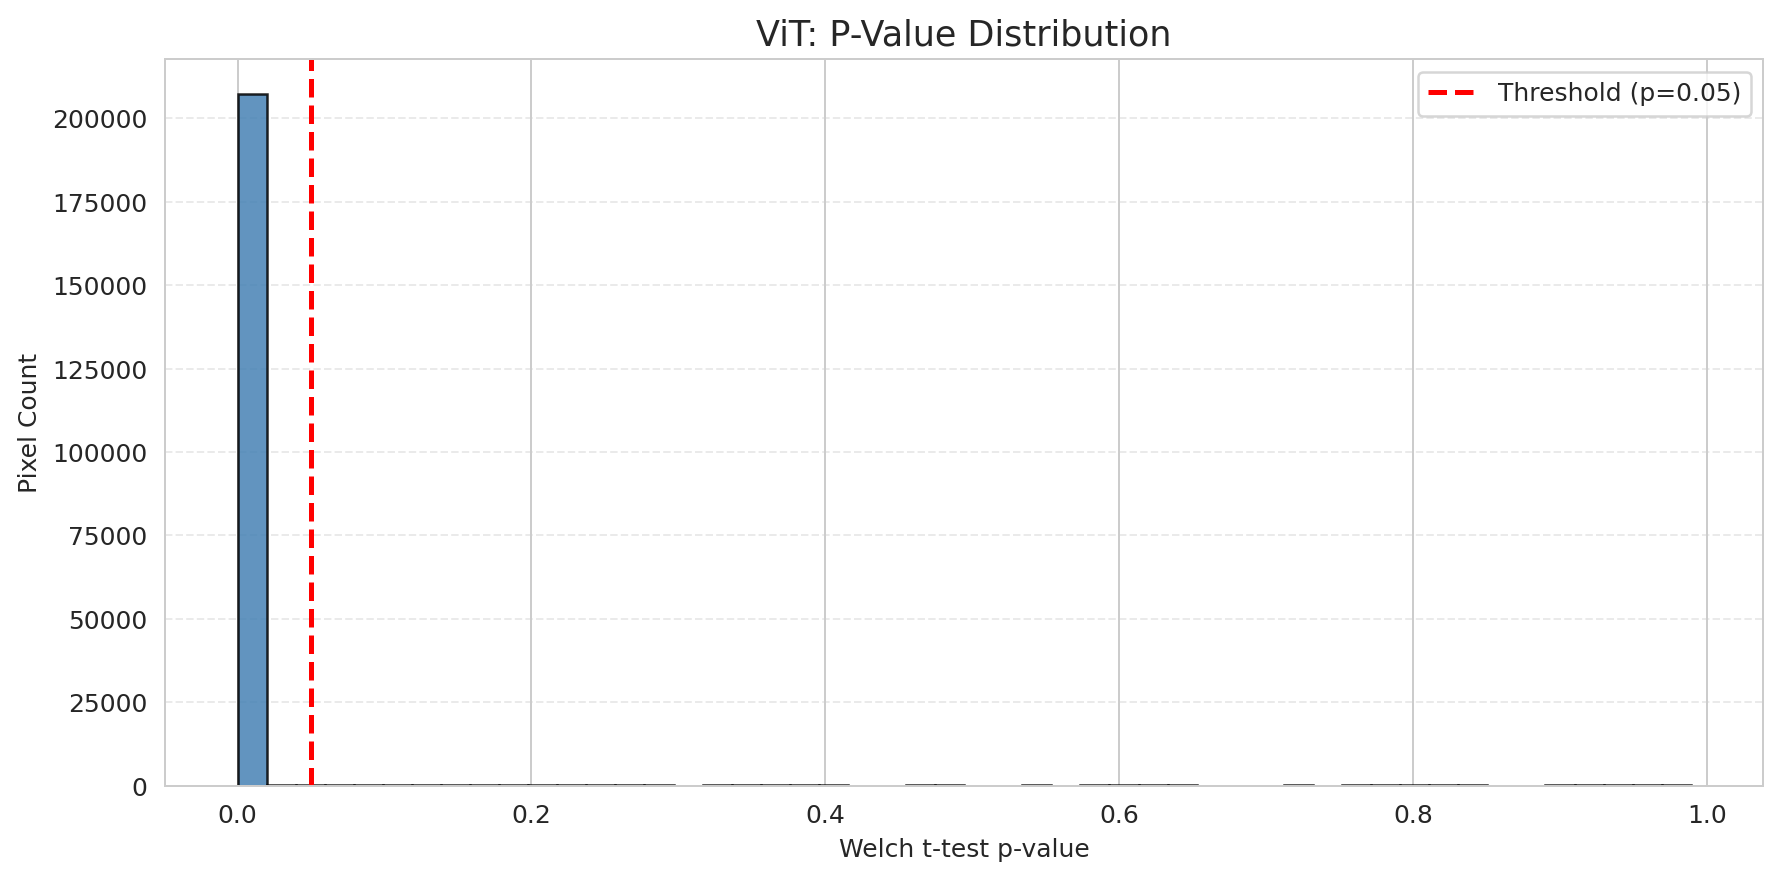 ViT: P-Value Distribution
Threshold (p=0.05)
Pixel Count
200000
175000
150000
125000
100000
75000
50000
25000
0
0.0 0.2 0.4 0.6 0.8 1.0
Welch t-test p-value